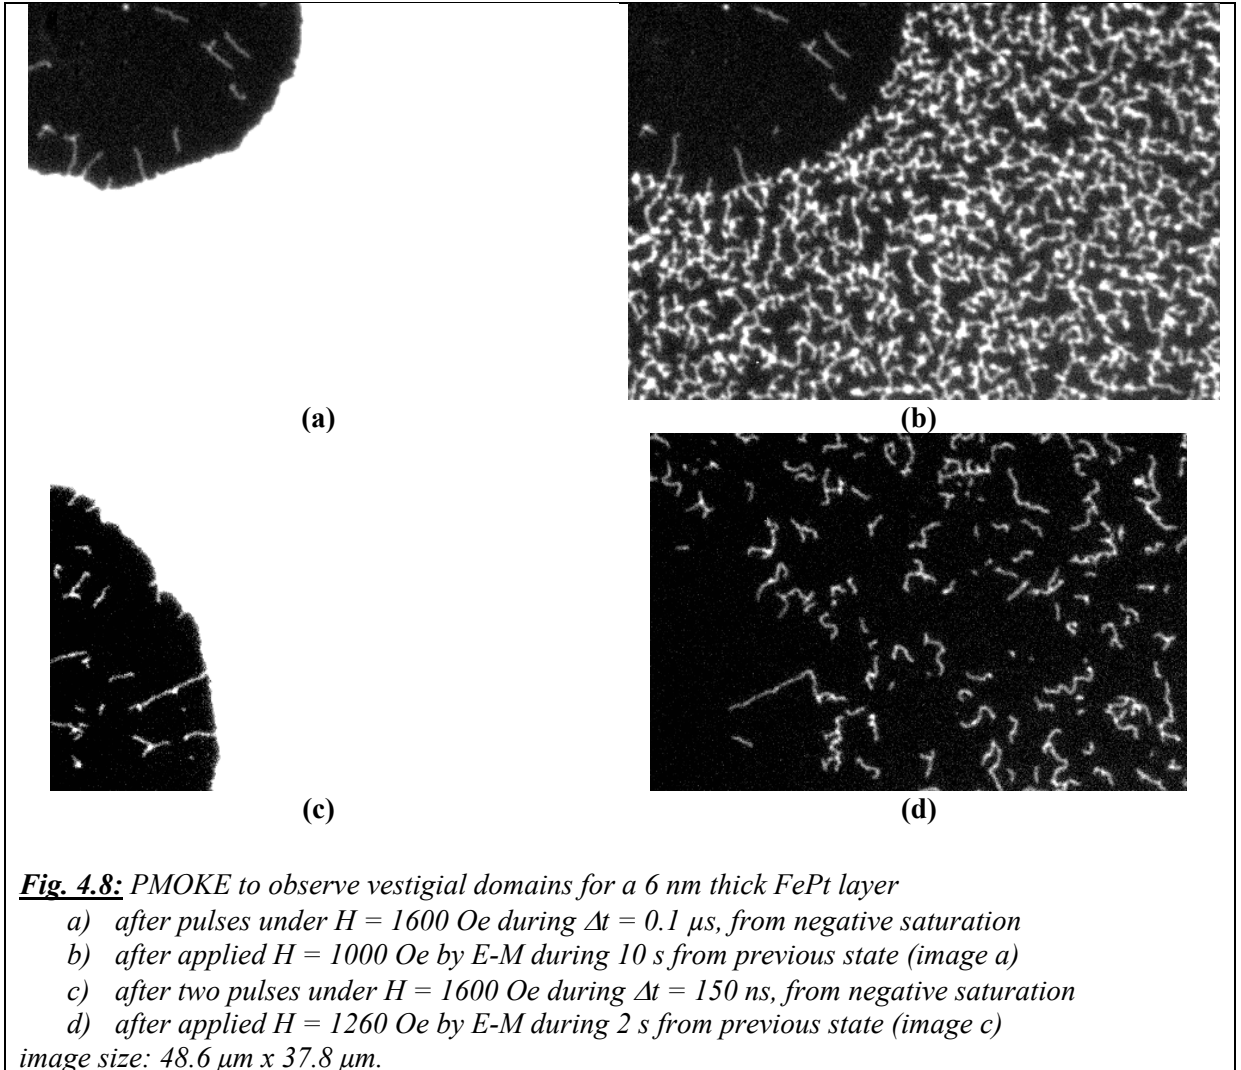 (a)
(b)
(c)
(d)
Fig. 4.8: PMOKE to observe vestigial domains for a 6 nm thick FePt layer
a) after pulses under H = 1600 Oe during Δt = 0.1 μs, from negative saturation
b) after applied H = 1000 Oe by E-M during 10 s from previous state (image a)
c) after two pulses under H = 1600 Oe during Δt = 150 ns, from negative saturation
d) after applied H = 1260 Oe by E-M during 2 s from previous state (image c)
image size: 48.6 μm x 37.8 μm.